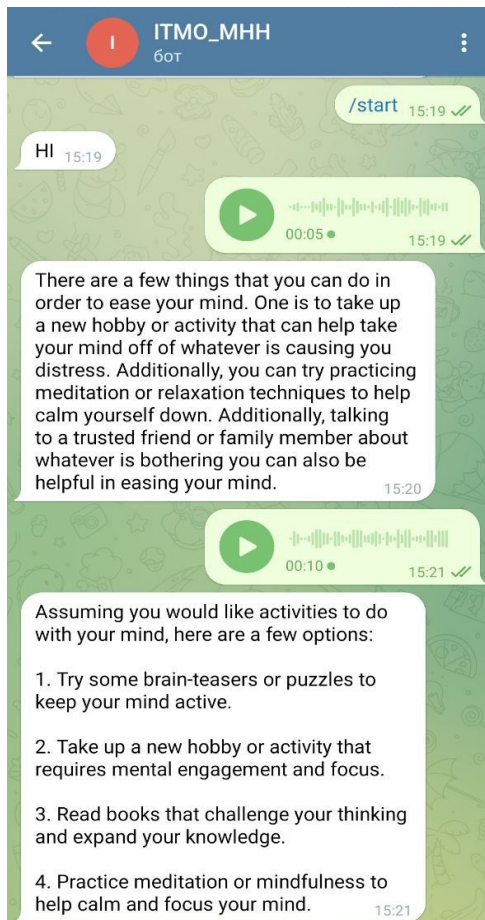 ITMO_MHH
I
бот
/start 15:19
HI 15:19
00:05
15:19
There are a few things that you can do in
order to ease your mind. One is to take up
a new hobby or activity that can help take
your mind off of whatever is causing you
distress. Additionally, you can try practicing
meditation or relaxation techniques to help
calm yourself down. Additionally, talking
to a trusted friend or family member about
whatever is bothering you can also be
helpful in easing your mind. 15:20
00:10
15:21
Assuming you would like activities to do
with your mind, here are a few options:
1. Try some brain-teasers or puzzles to
keep your mind active.
2. Take up a new hobby or activity that
requires mental engagement and focus.
3. Read books that challenge your thinking
and expand your knowledge.
4. Practice meditation or mindfulness to
help calm and focus your mind. 15:21